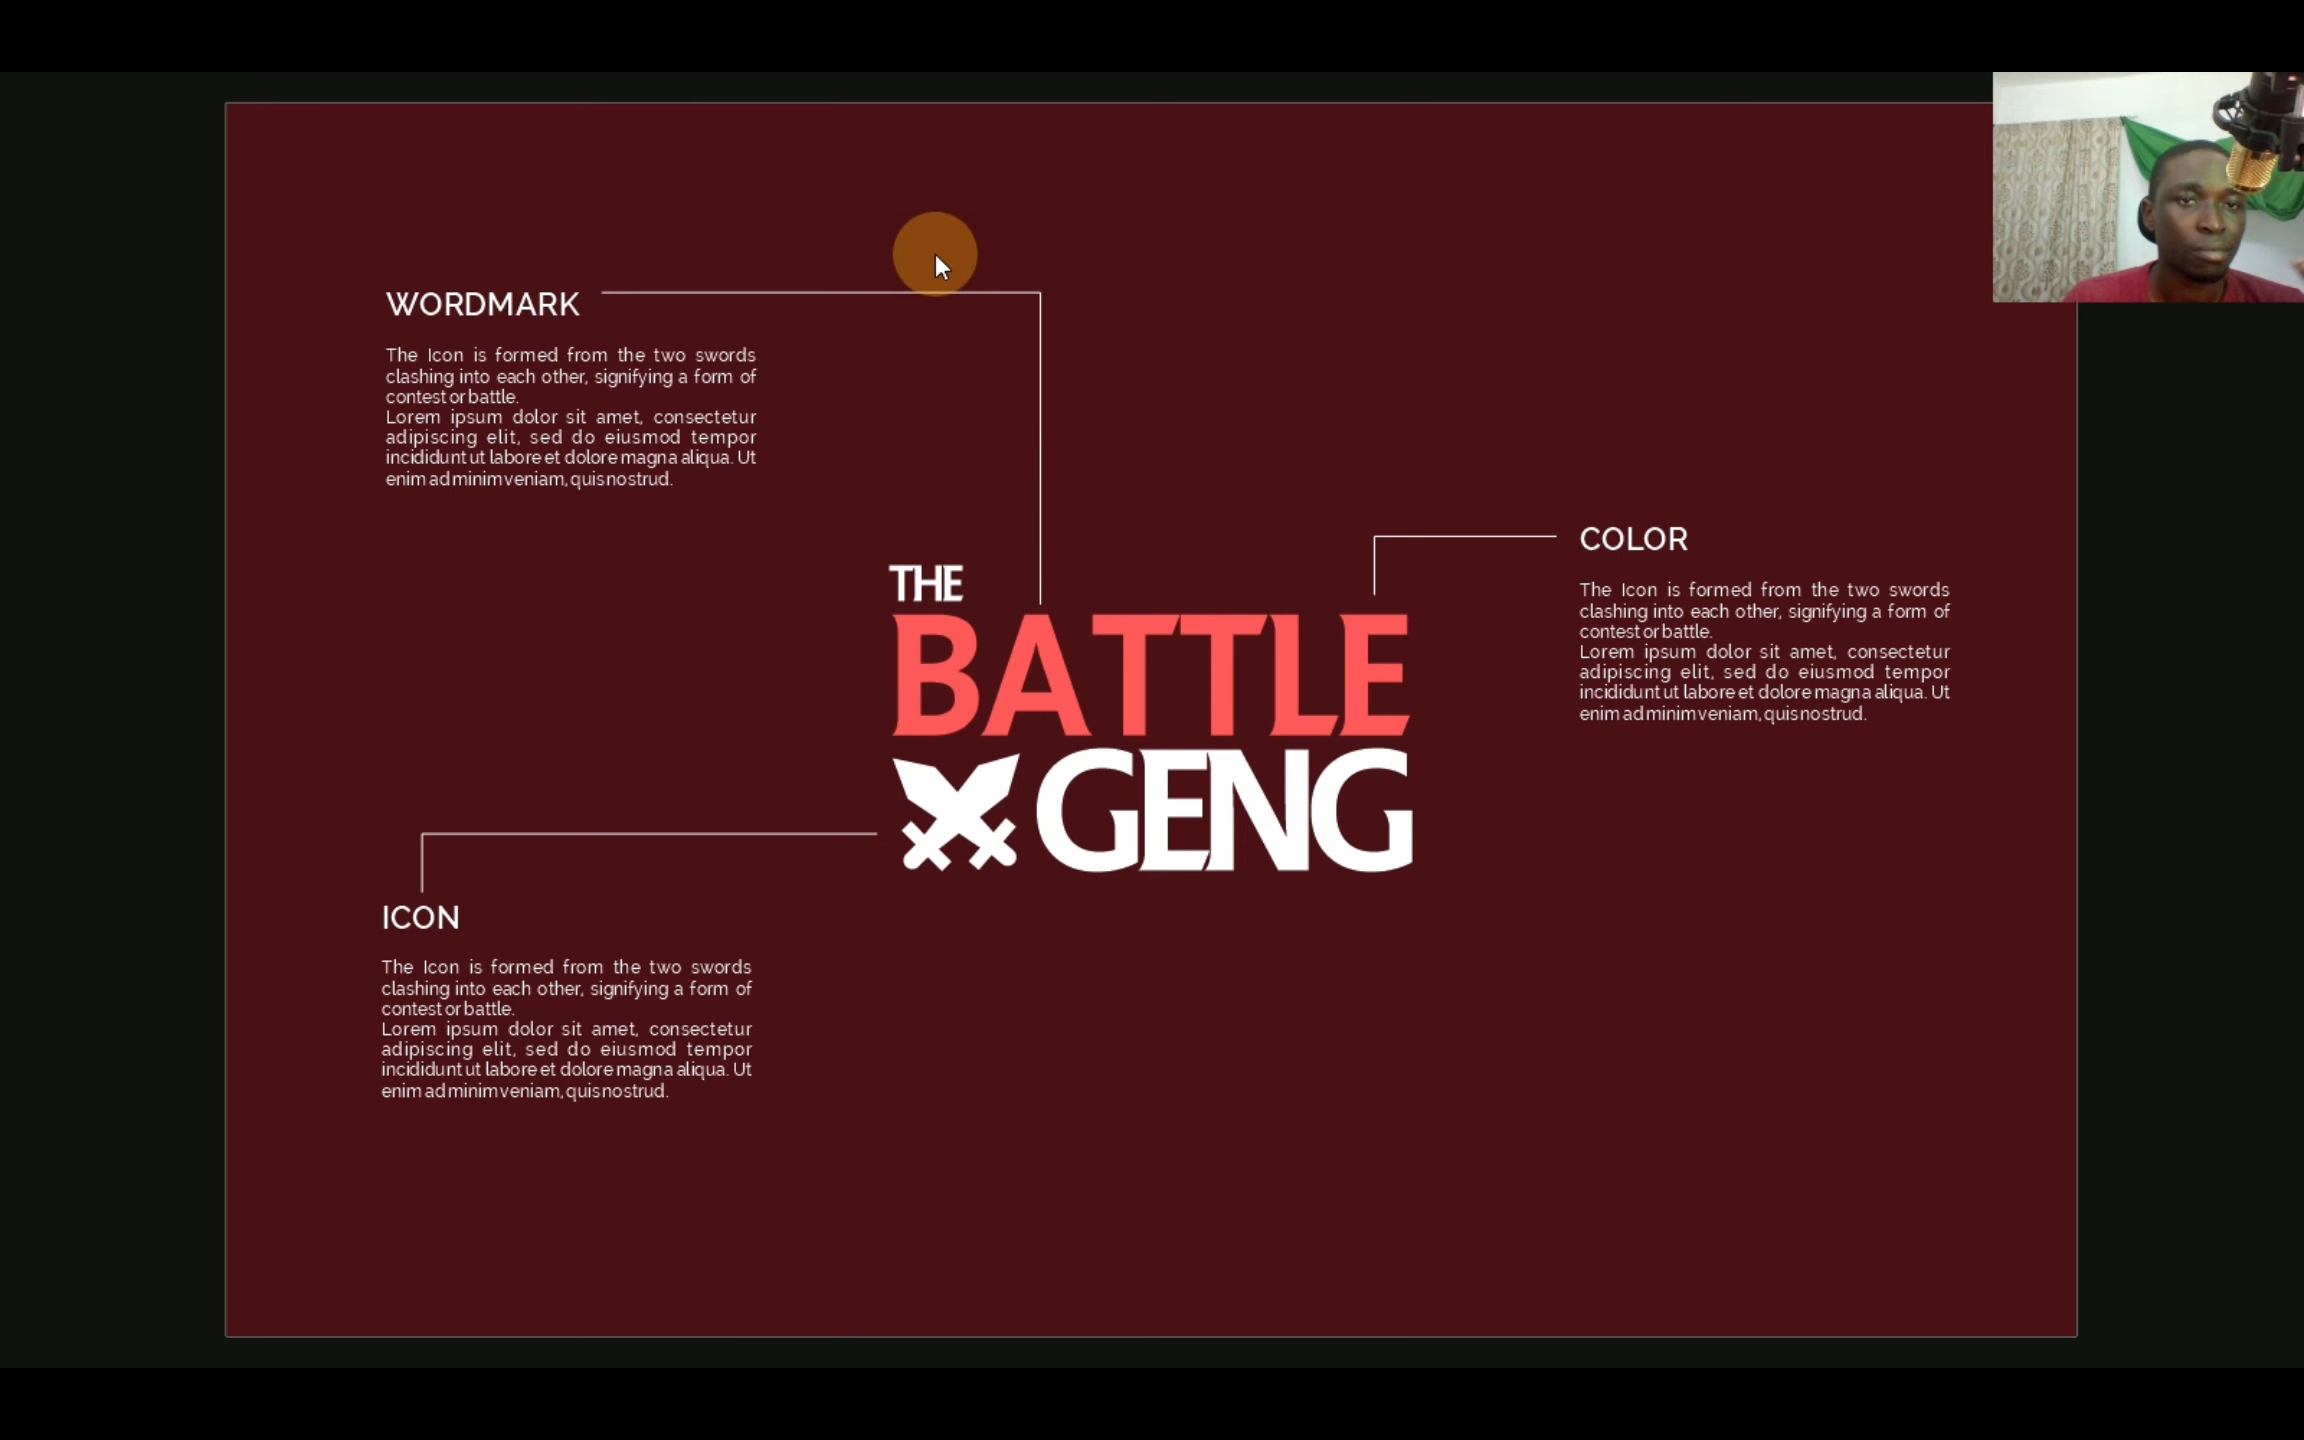 WORDMARK
The Icon is formed from the two swords
clashing into each other, signifying a form of
contest or battle.
Lorem ipsum dolor sit amet, consectetur
adipiscing elit, sed do eiusmod tempor
incididunt ut labore et dolore magna aliqua. Ut
enim ad minim veniam, quis nostrud.
THE
BATTLE
GENG
COLOR
The Icon is formed from the two swords
clashing into each other, signifying a form of
contest or battle.
Lorem ipsum dolor sit amet, consectetur
adipiscing elit, sed do eiusmod tempor
incididunt ut labore et dolore magna aliqua. Ut
enim ad minim veniam, quis nostrud.
ICON
The Icon is formed from the two swords
clashing into each other, signifying a form of
contest or battle.
Lorem ipsum dolor sit amet, consectetur
adipiscing elit, sed do eiusmod tempor
incididunt ut labore et dolore magna aliqua. Ut
enim ad minim veniam, quis nostrud.